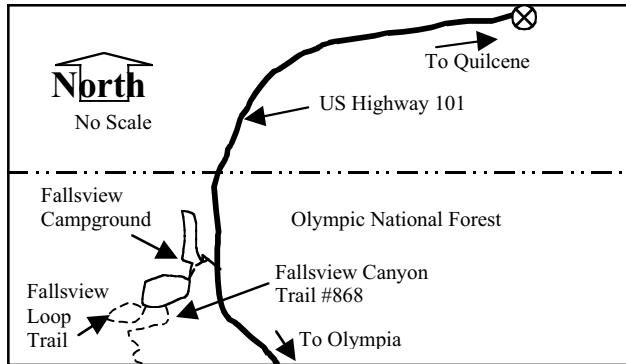 To Quilcene
North
No Scale
US Highway 101
Fallsview
Campground
Olympic National Forest
Fallsview Canyon
Trail #868
Fallsview
Loop
Trail
To Olympia